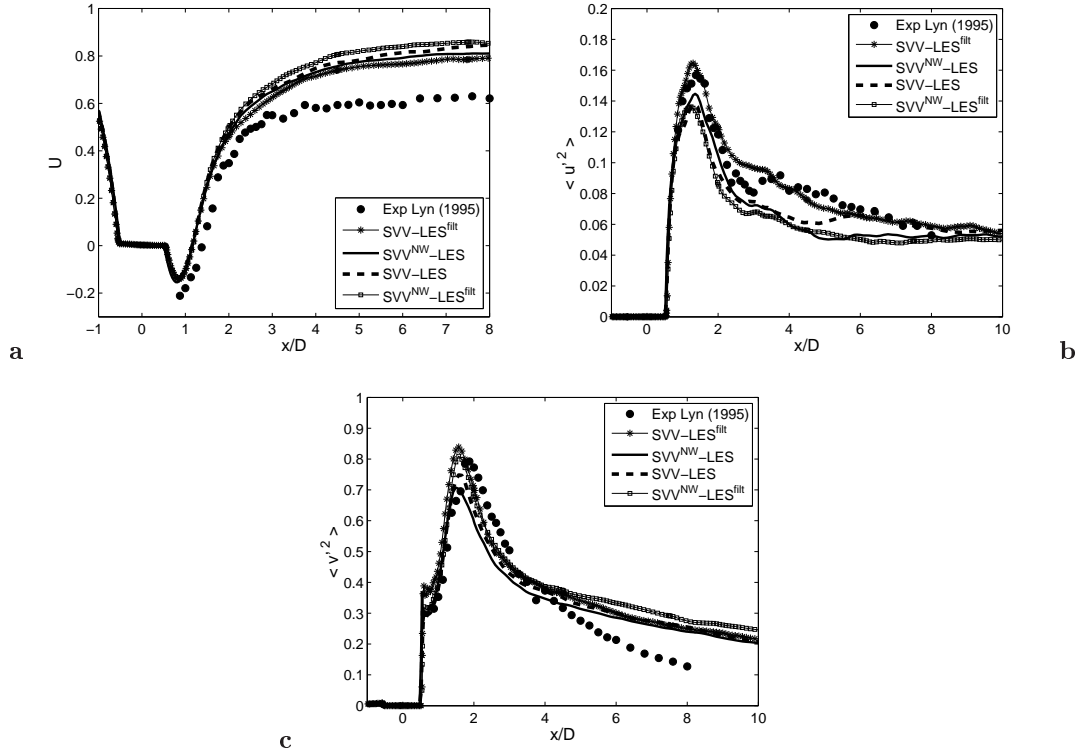 1
0.8
0.6
0.4
0.2
0
−0.2
U
−1 0 1 2 3 4 5 6 7 8
x/D
Exp Lyn (1995)
SVV−LES^filt
SVV^NW−LES
SVV−LES
SVV^NW−LES^filt
a
0.2
0.18
0.16
0.14
0.12
0.1
0.08
0.06
0.04
0.02
0
< u'^2 >
0 2 4 6 8 10
x/D
Exp Lyn (1995)
SVV−LES^filt
SVV^NW−LES
SVV−LES
SVV^NW−LES^filt
b
1
0.9
0.8
0.7
0.6
0.5
0.4
0.3
0.2
0.1
0
< v'^2 >
0 2 4 6 8 10
x/D
Exp Lyn (1995)
SVV−LES^filt
SVV^NW−LES
SVV−LES
SVV^NW−LES^filt
c